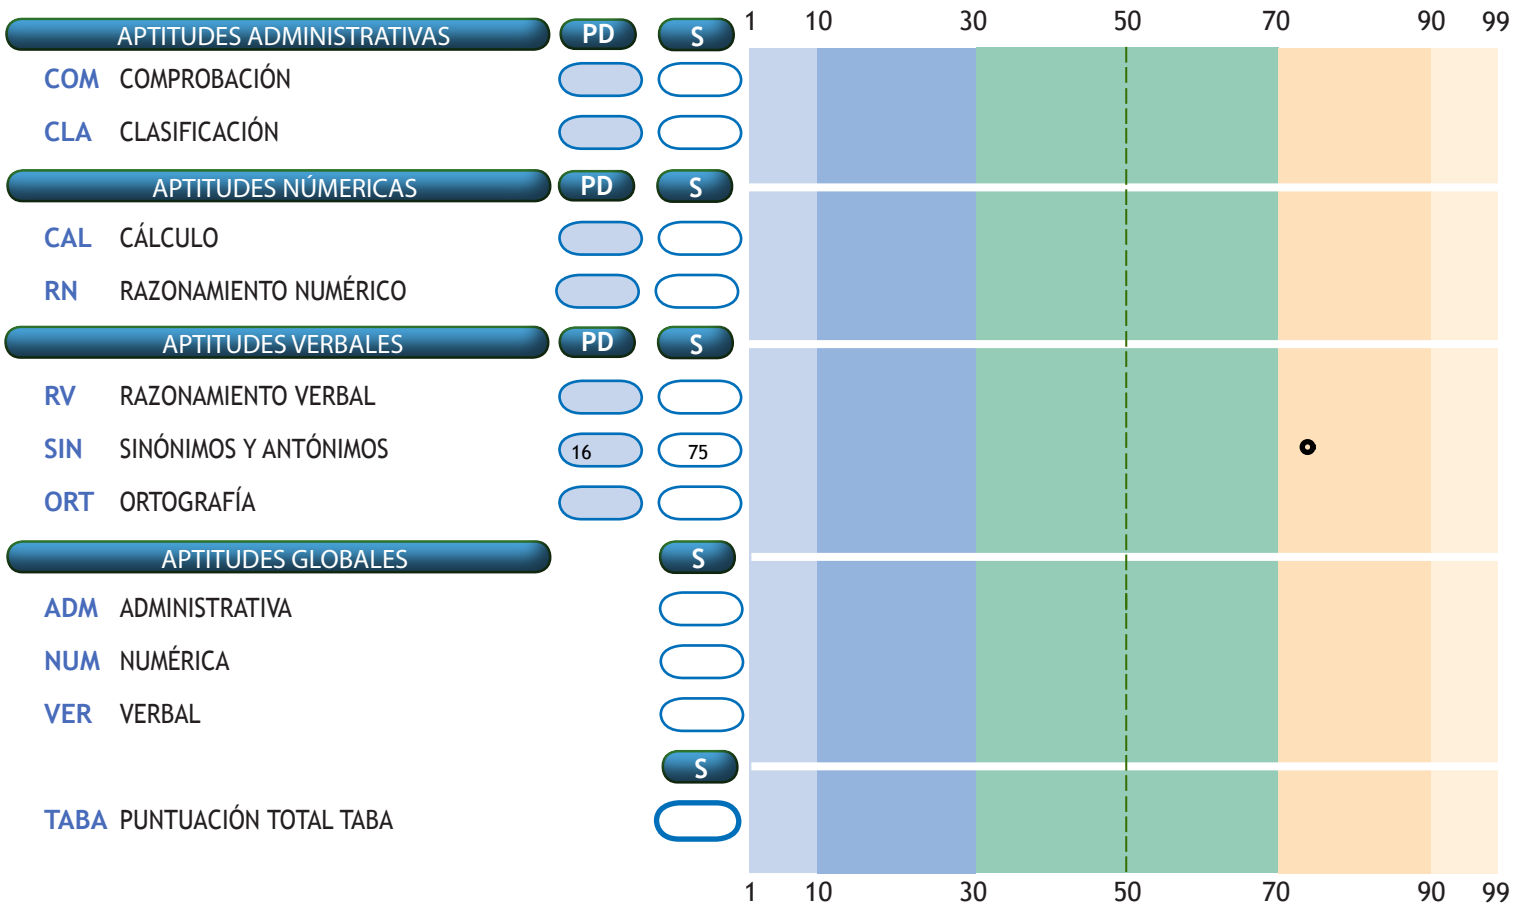 1 10 30 50 70 90 99
APTITUDES ADMINISTRATIVAS PD S
COM COMPROBACIÓN
CLA CLASIFICACIÓN
APTITUDES NÚMERICAS PD S
CAL CÁLCULO
RN RAZONAMIENTO NUMÉRICO
APTITUDES VERBALES PD S
RV RAZONAMIENTO VERBAL
SIN SINÓNIMOS Y ANTÓNIMOS 16 75
ORT ORTOGRAFÍA
APTITUDES GLOBALES S
ADM ADMINISTRATIVA
NUM NUMÉRICA
VER VERBAL
S
TABA PUNTUACIÓN TOTAL TABA
1 10 30 50 70 90 99